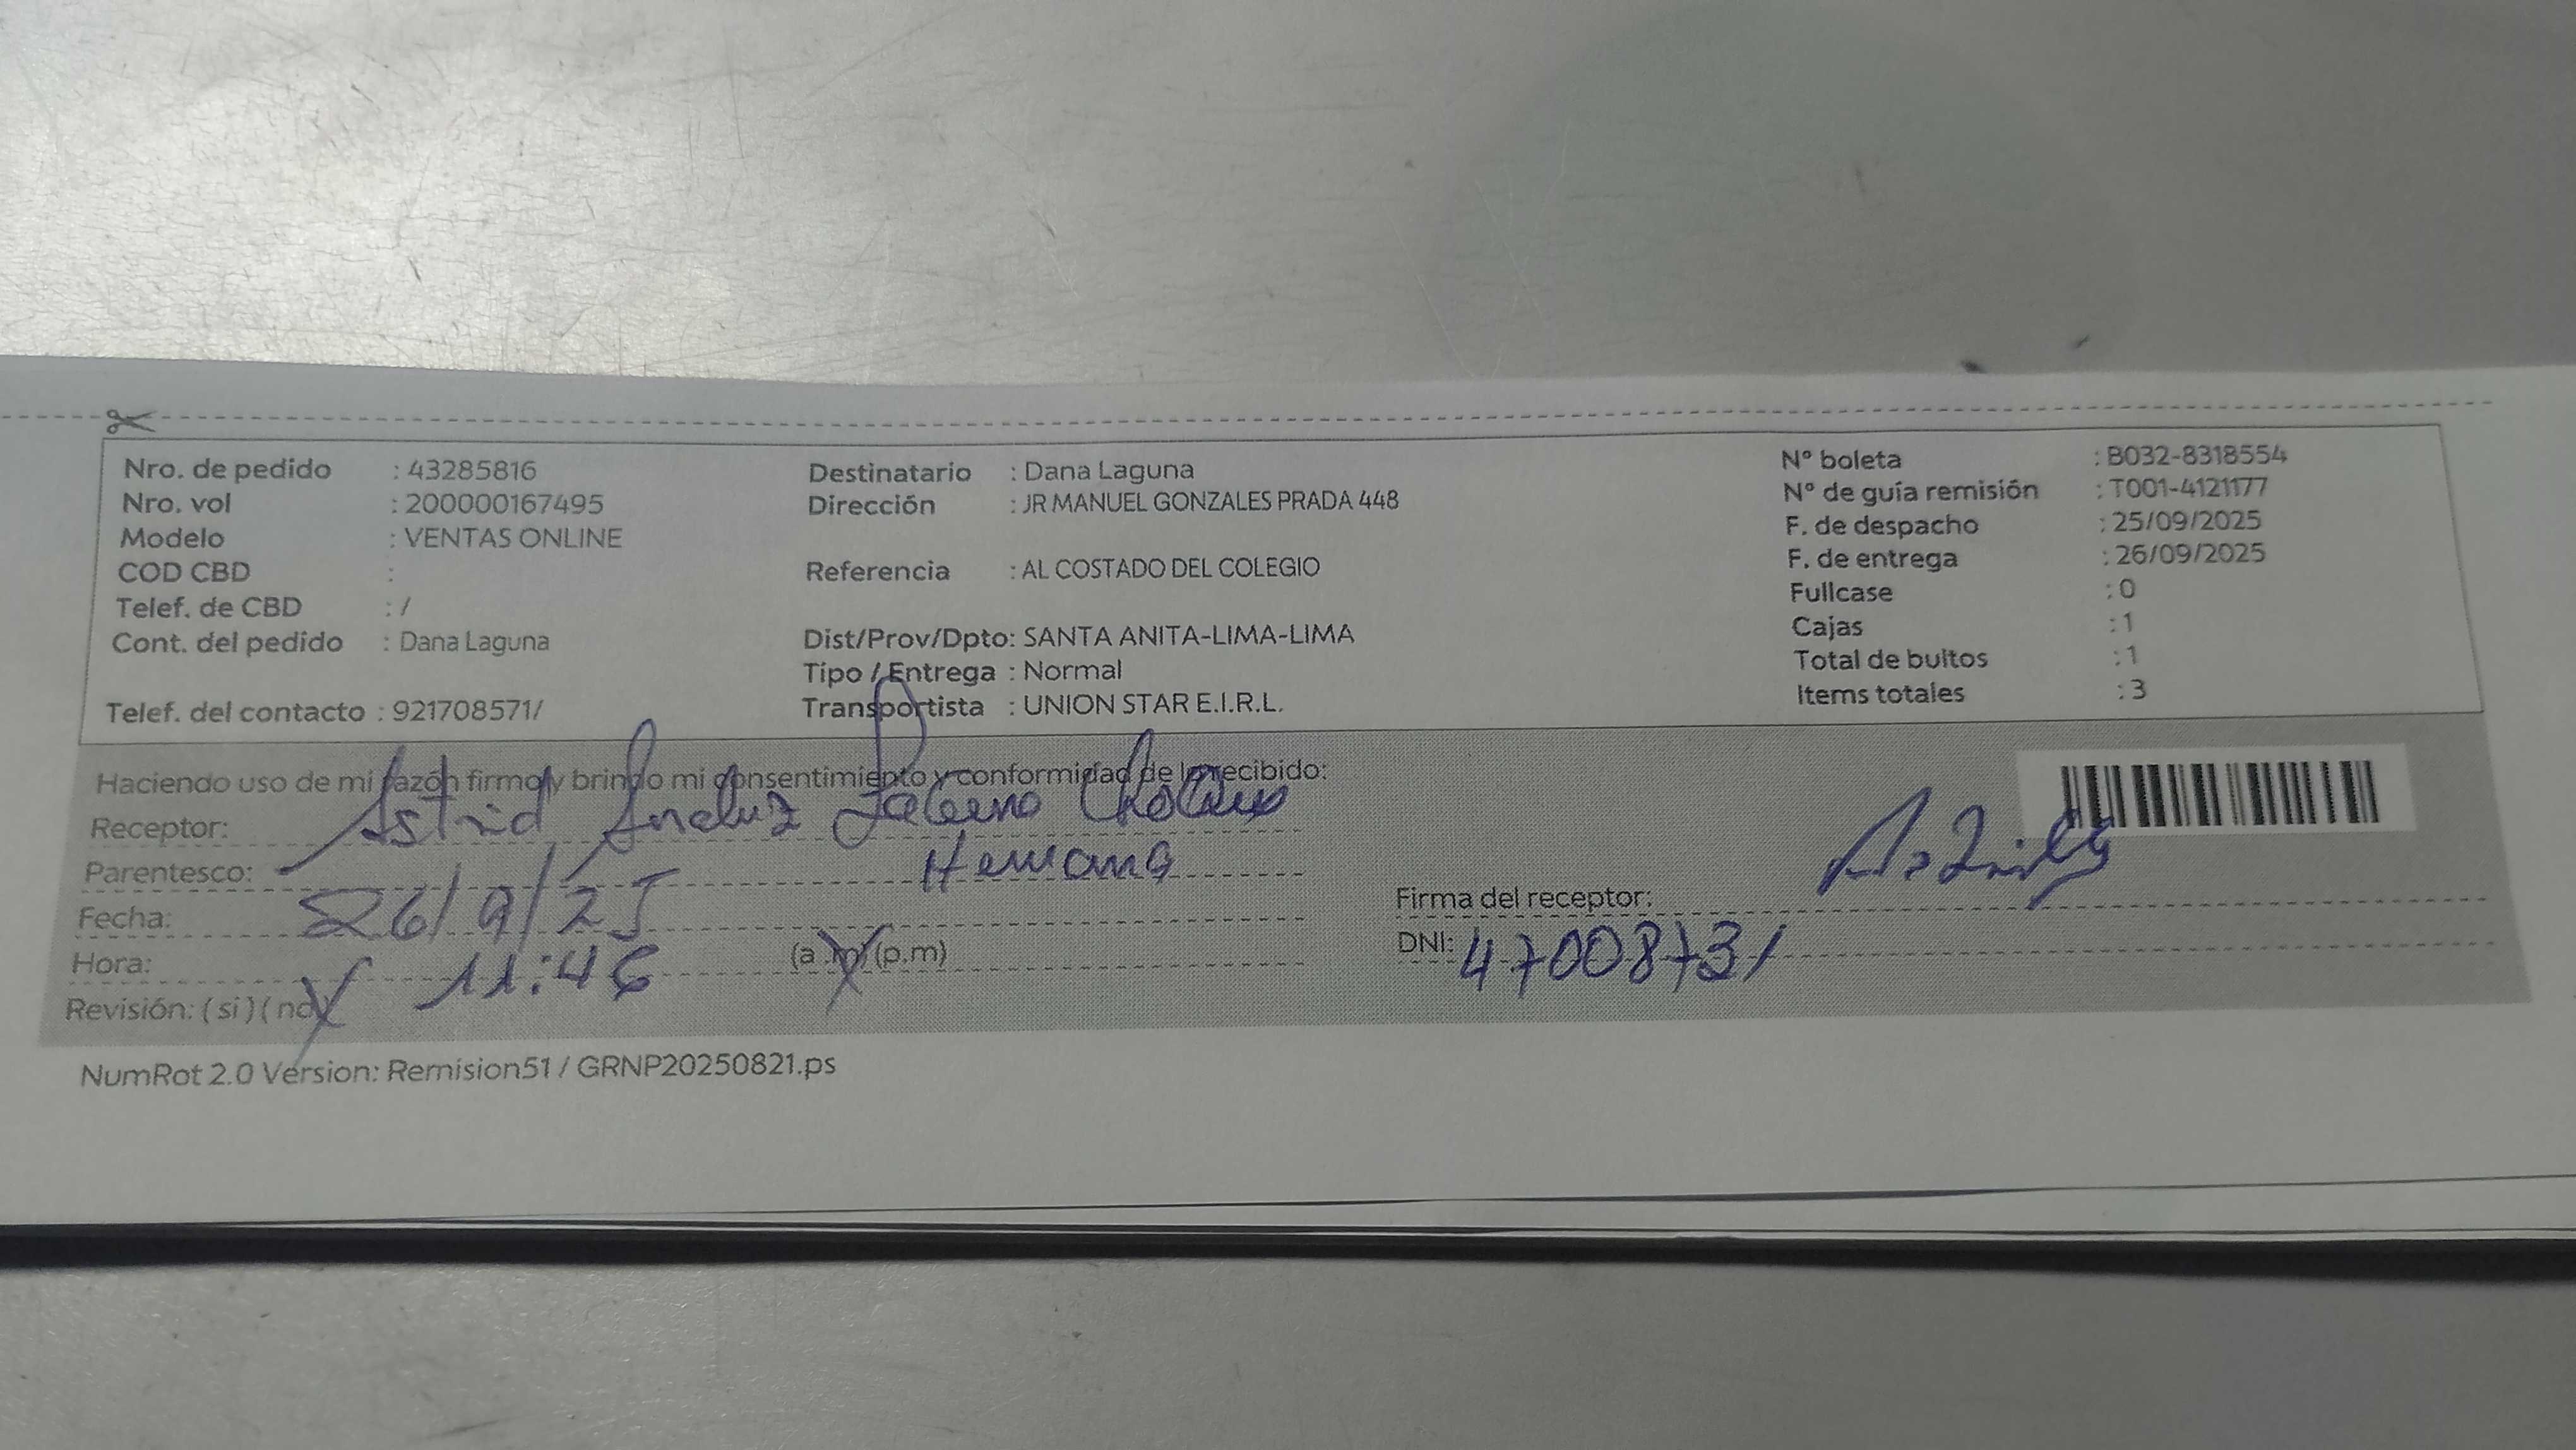 Nro. de pedido : 43285816
Nro. vol : 200000167495
Modelo : VENTAS ONLINE
COD CBD :
Telef. de CBD : /
Cont. del pedido : Dana Laguna
Telef. del contacto : 921708571/
Destinatario : Dana Laguna
Dirección : JR MANUEL GONZALES PRADA 448
Referencia : AL COSTADO DEL COLEGIO
Dist/Prov/Dpto: SANTA ANITA-LIMA-LIMA
Tipo / Entrega : Normal
Transportista : UNION STAR E.I.R.L.
N° boleta : B032-8318554
N° de guía remisión : T001-4121177
F. de despacho : 25/09/2025
F. de entrega : 26/09/2025
Fullcase : 0
Cajas : 1
Total de bultos : 1
Items totales : 3
Haciendo uso de mi razón firmo y brindo mi consentimiento y conformidad de lo recibido:
Receptor: Astrid Analuz
Parentesco: Hermana
Fecha: 26/9/25
Hora: 11:46 (a.m) (p.m)
Revisión: (si) (no)
Firma del receptor:
DNI: 47008731
NumRot 2.0 Version: Remision51 / GRNP20250821.ps